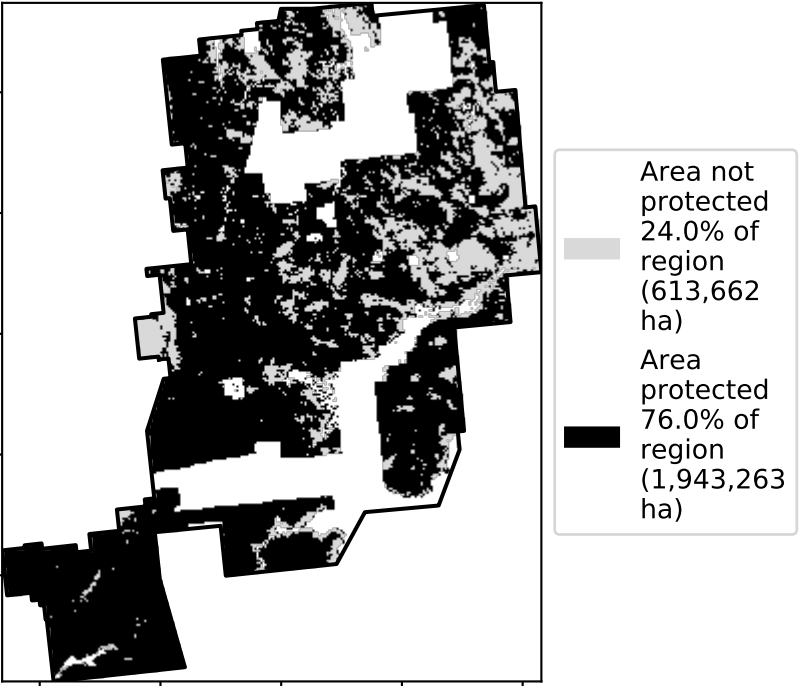 Area not
protected
24.0% of
region
(613,662
ha)
Area
protected
76.0% of
region
(1,943,263
ha)